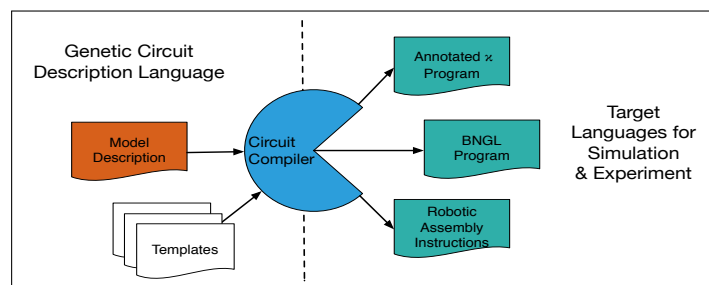 Genetic Circuit
Description Language
Model
Description
Templates
Circuit
Compiler
Annotated ϰ
Program
BNGL
Program
Robotic
Assembly
Instructions
Target
Languages for
Simulation
& Experiment